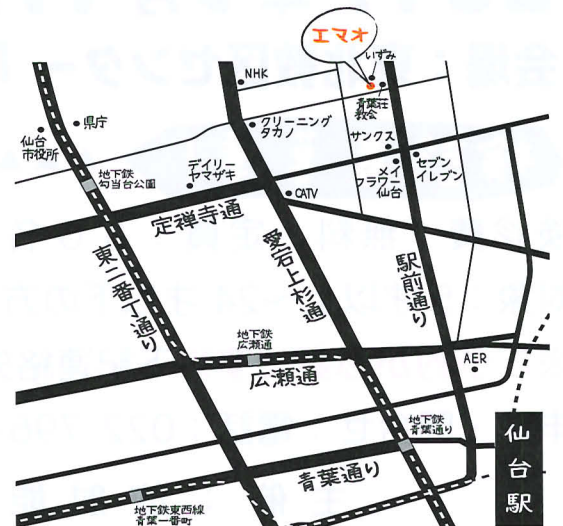 エマオ
いずみ
NHK
青葉荘
教会
県庁
クリーニング
タカノ
サンクス
仙台
市役所
地下鉄
勾当台公園
デイリー
ヤマザキ
メイ
フラワー
仙台
セブン
イレブン
CATV
定禅寺通
愛宕上杉通
東二番丁通り
駅前通り
地下鉄
広瀬通
広瀬通
AER
地下鉄
青葉通り
仙台駅
青葉通り
地下鉄東西線
青葉一番町